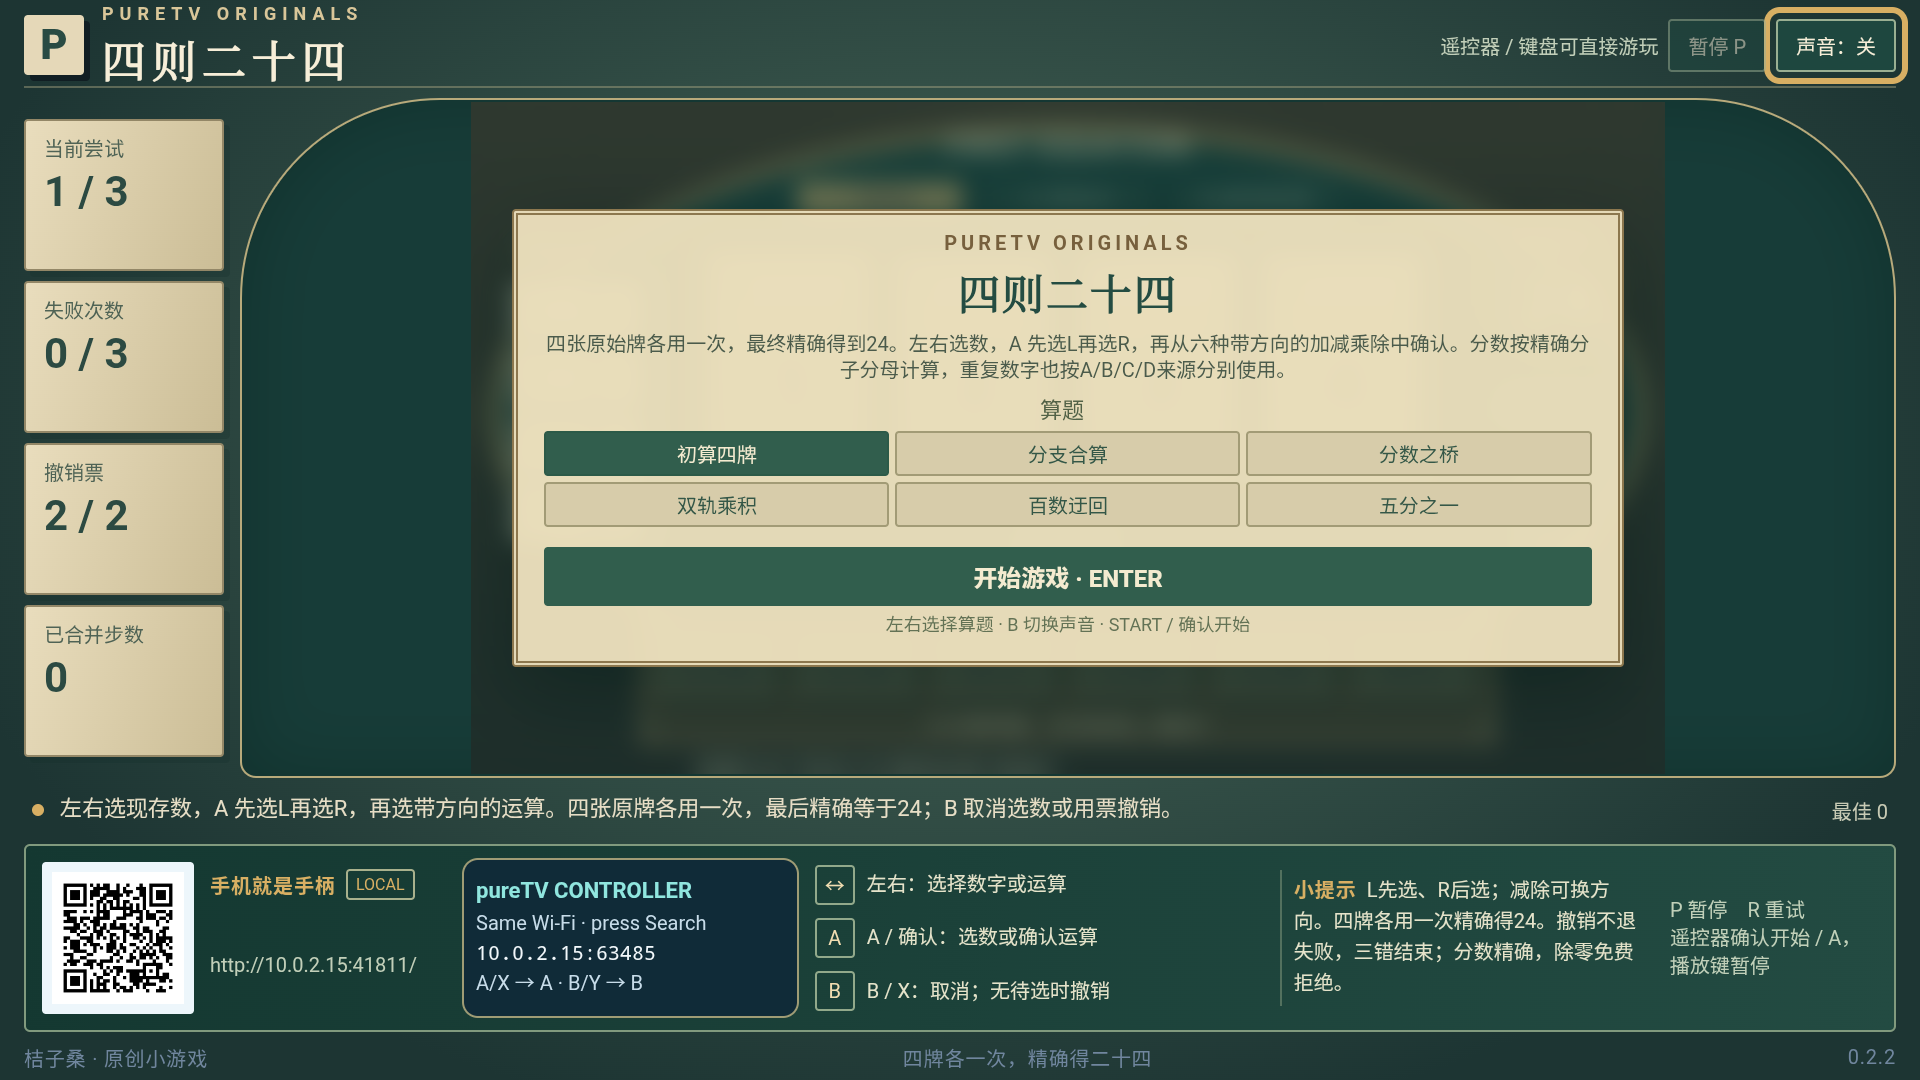 P
PURETV ORIGINALS
四则二十四
遥控器 / 键盘可直接游玩
暂停 P
声音：关
当前尝试
1 / 3
失败次数
0 / 3
撤销票
2 / 2
已合并步数
0
PURETV ORIGINALS
四则二十四
四张原始牌各用一次，最终精确得到24。左右选数，A 先选L再选R，再从六种带方向的加减乘除中确认。分数按精确分
子分母计算，重复数字也按A/B/C/D来源分别使用。
算题
初算四牌
分支合算
分数之桥
双轨乘积
百数迂回
五分之一
开始游戏 · ENTER
左右选择算题 · B 切换声音 · START / 确认开始
左右选现存数，A 先选L再选R，再选带方向的运算。四张原牌各用一次，最后精确等于24；B 取消选数或用票撤销。
最佳 0
手机就是手柄 LOCAL
http://10.0.2.15:41811/
pureTV CONTROLLER
Same Wi-Fi · press Search
10.0.2.15:63485
A/X → A · B/Y → B
↔ 左右：选择数字或运算
A A / 确认：选数或确认运算
B B / X：取消；无待选时撤销
小提示 L先选、R后选；减除可换方
向。四牌各用一次精确得24。撤销不退
失败，三错结束；分数精确，除零免费
拒绝。
P 暂停 R 重试
遥控器确认开始 / A，
播放键暂停
桔子桑 · 原创小游戏
四牌各一次，精确得二十四
0.2.2